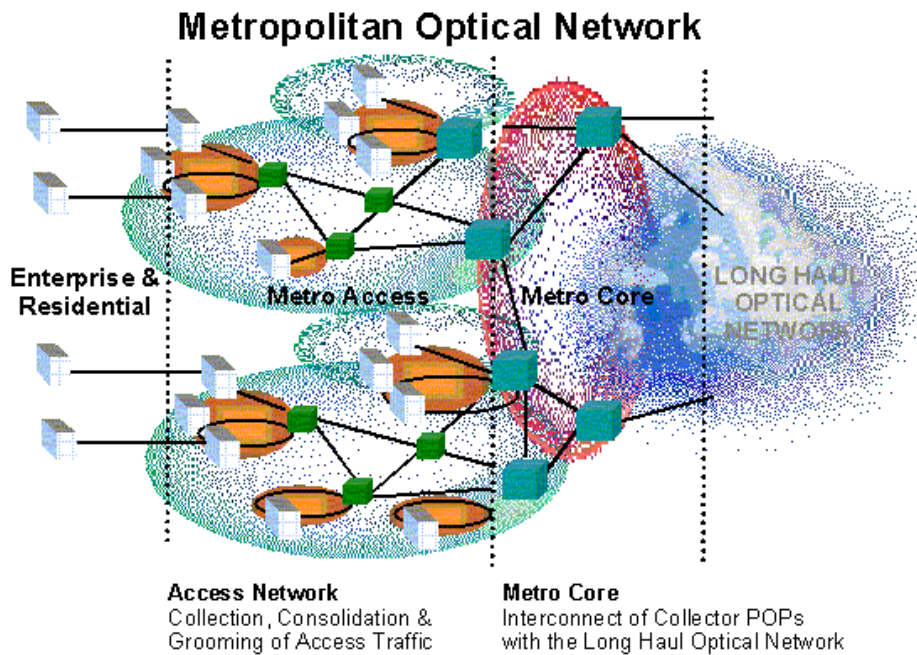 Metropolitan Optical Network
Enterprise &
Residential
Metro Access
Metro Core
LONG HAUL
OPTICAL
NETWORK
Access Network
Collection, Consolidation &
Grooming of Access Traffic
Metro Core
Interconnect of Collector POPs
with the Long Haul Optical Network